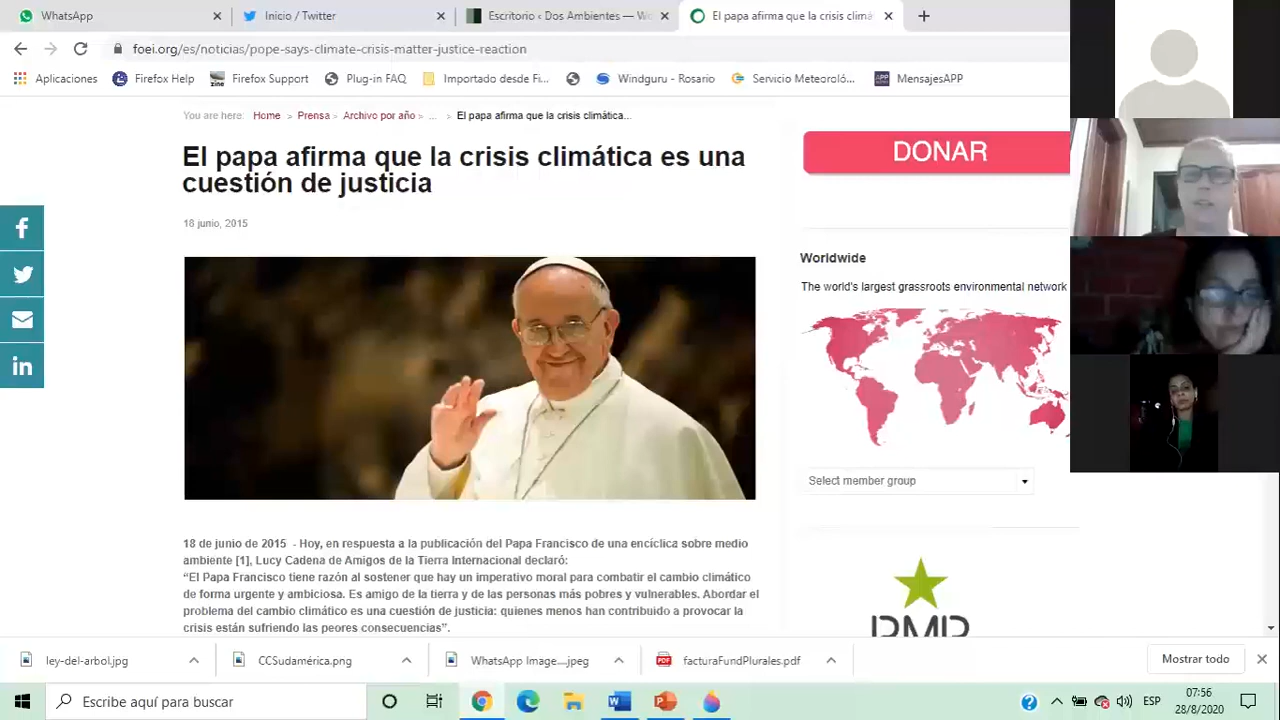 WhatsApp
Inicio / Twitter
Escritorio ‹ Dos Ambientes — W
El papa afirma que la crisis climá
foei.org/es/noticias/pope-says-climate-crisis-matter-justice-reaction
Aplicaciones
Firefox Help
zine
Firefox Support
Plug-in FAQ
Importado desde Fi...
Windguru - Rosario
Servicio Meteoroló...
APP
MensajesAPP
You are here: Home > Prensa > Archivo por año > ... > El papa afirma que la crisis climática...
El papa afirma que la crisis climática es una
cuestión de justicia
18 junio, 2015
DONAR
Worldwide
The world's largest grassroots environmental network
Select member group
18 de junio de 2015 - Hoy, en respuesta a la publicación del Papa Francisco de una encíclica sobre medio
ambiente [1], Lucy Cadena de Amigos de la Tierra Internacional declaró:
“El Papa Francisco tiene razón al sostener que hay un imperativo moral para combatir el cambio climático
de forma urgente y ambiciosa. Es amigo de la tierra y de las personas más pobres y vulnerables. Abordar el
problema del cambio climático es una cuestión de justicia: quienes menos han contribuido a provocar la
crisis están sufriendo las peores consecuencias”.
ley-del-arbol.jpg
CCSudamérica.png
WhatsApp Image....jpeg
PDF
facturaFundPlurales.pdf
Mostrar todo
Escribe aquí para buscar
ESP
07:56
28/8/2020